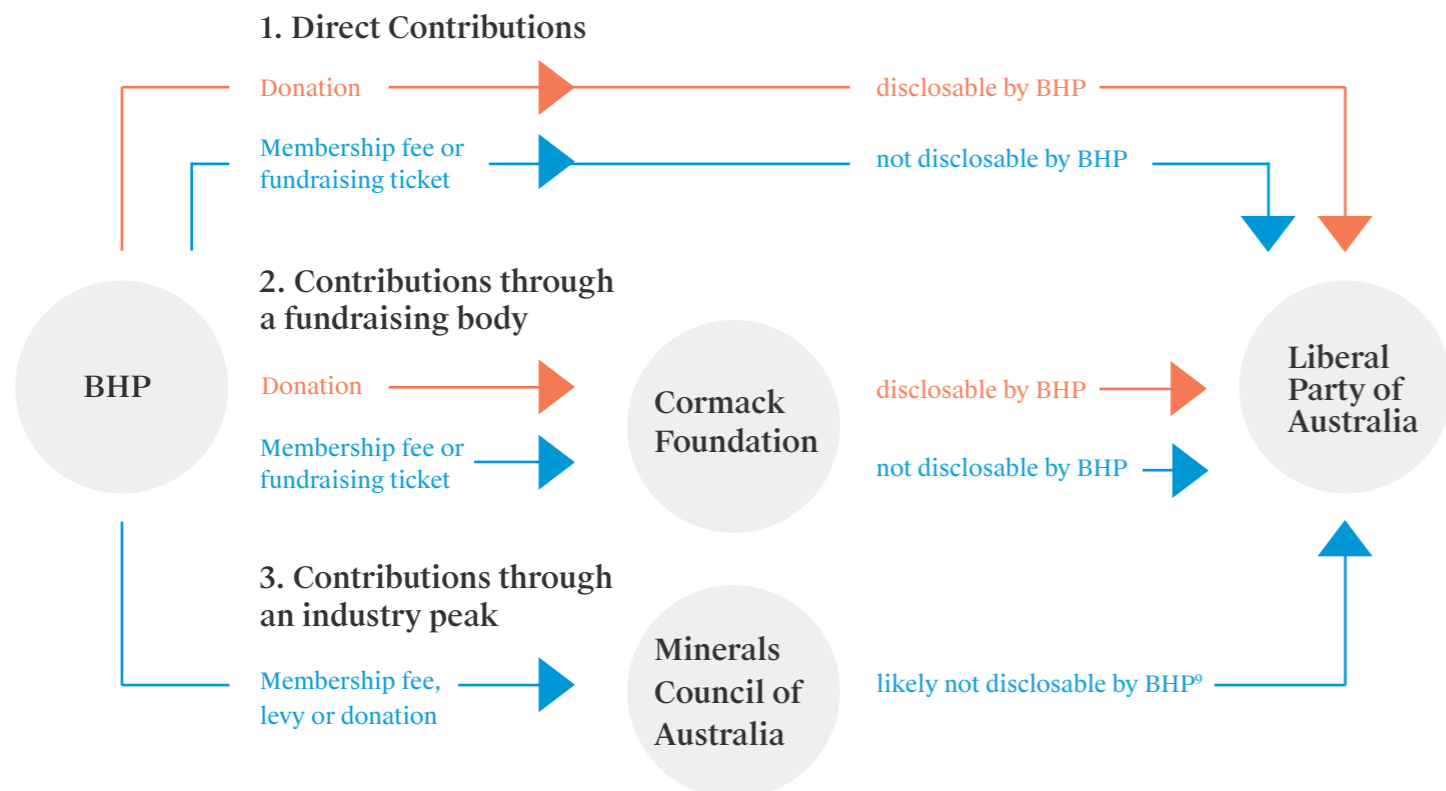 1. Direct Contributions
Donation
disclosable by BHP
Membership fee or
fundraising ticket
not disclosable by BHP
BHP
2. Contributions through
a fundraising body
Donation
Membership fee or
fundraising ticket
Cormack
Foundation
disclosable by BHP
not disclosable by BHP
Liberal
Party of
Australia
3. Contributions through
an industry peak
Membership fee,
levy or donation
Minerals
Council of
Australia
likely not disclosable by BHP⁹